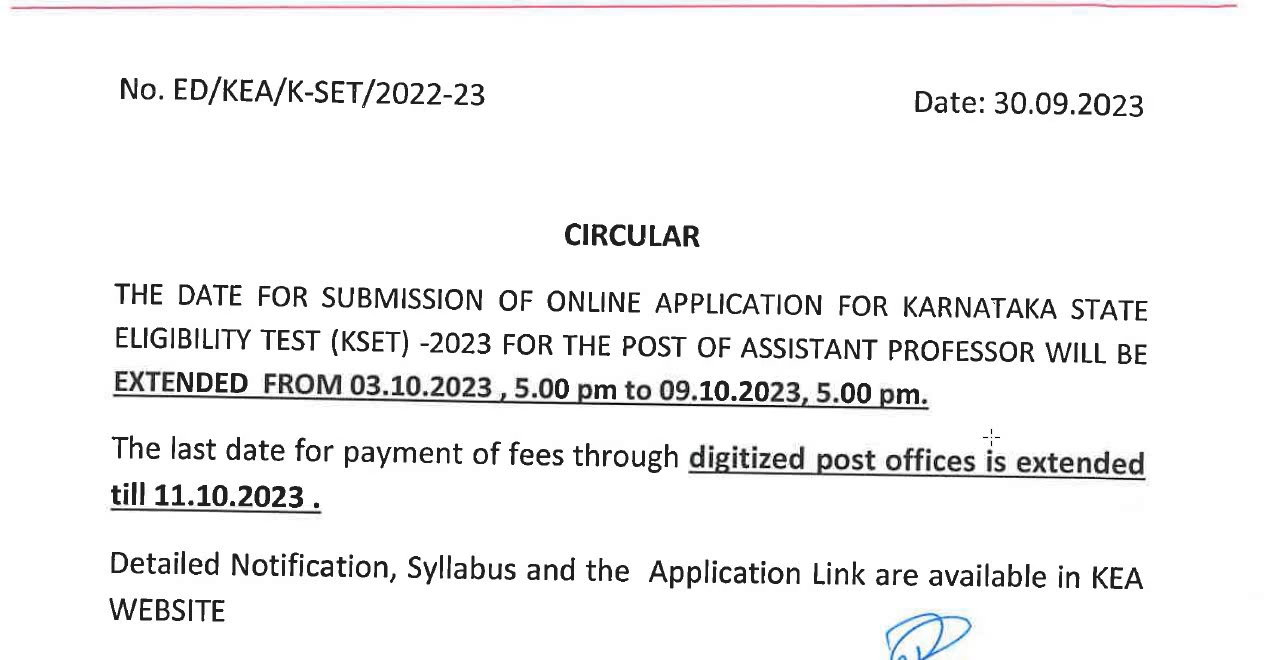 No. ED/KEA/K-SET/2022-23
Date: 30.09.2023
CIRCULAR
THE DATE FOR SUBMISSION OF ONLINE APPLICATION FOR KARNATAKA STATE
ELIGIBILITY TEST (KSET) -2023 FOR THE POST OF ASSISTANT PROFESSOR WILL BE
EXTENDED FROM 03.10.2023 , 5.00 pm to 09.10.2023, 5.00 pm.
The last date for payment of fees through digitized post offices is extended
till 11.10.2023 .
Detailed Notification, Syllabus and the Application Link are available in KEA
WEBSITE